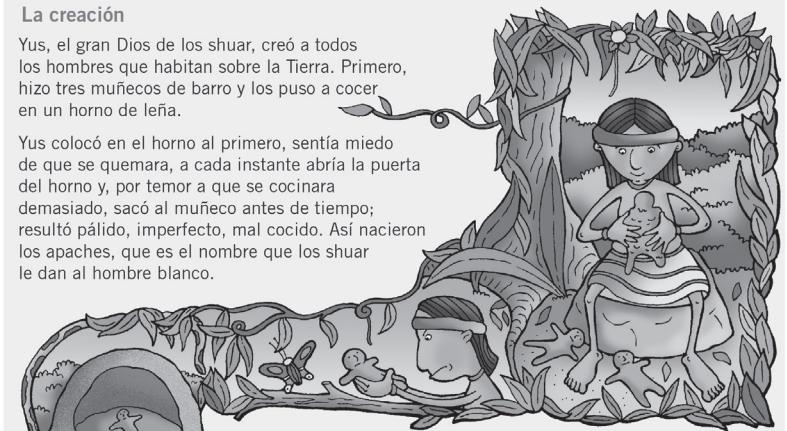 La creación
Yus, el gran Dios de los shuar, creó a todos
los hombres que habitan sobre la Tierra. Primero,
hizo tres muñecos de barro y los puso a cocer
en un horno de leña.
Yus colocó en el horno al primero, sentía miedo
de que se quemara, a cada instante abría la puerta
del horno y, por temor a que se cocinara
demasiado, sacó al muñeco antes de tiempo;
resultó pálido, imperfecto, mal cocido. Así nacieron
los apaches, que es el nombre que los shuar
le dan al hombre blanco.